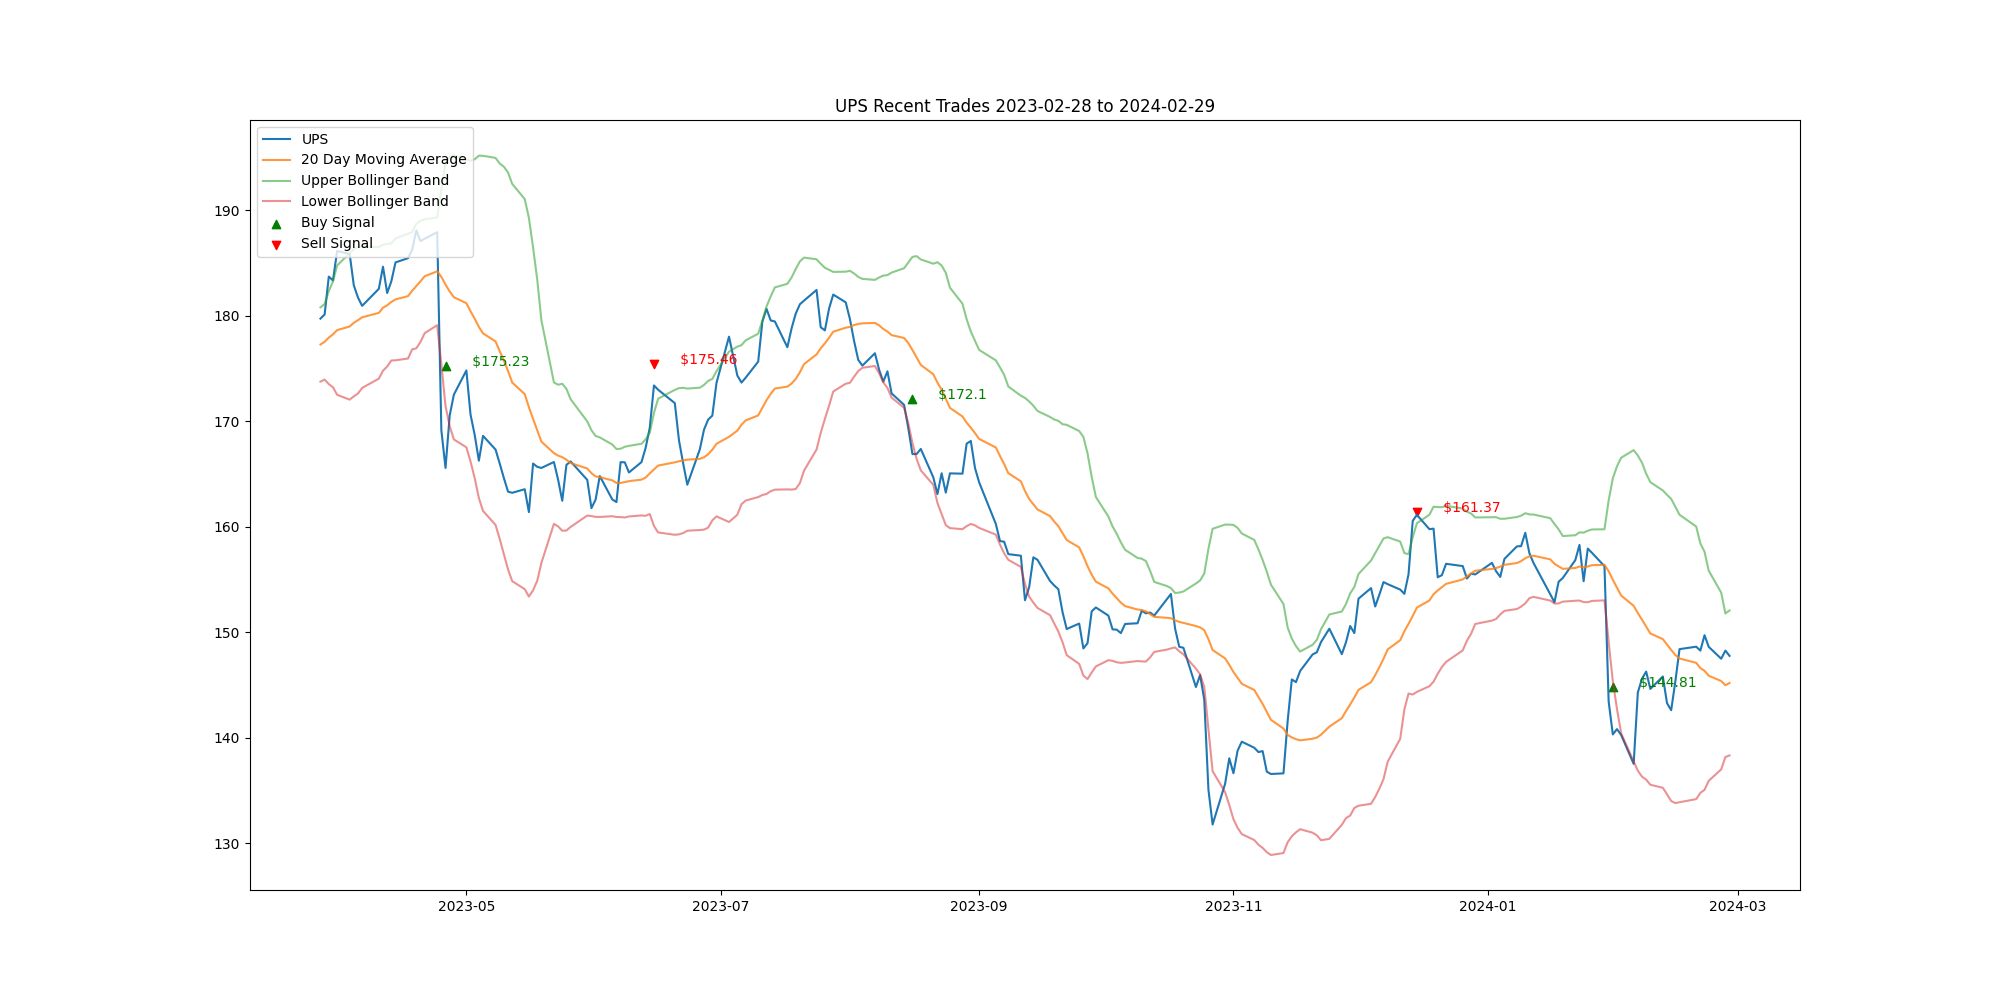 UPS Recent Trades 2023-02-28 to 2024-02-29
UPS
20 Day Moving Average
Upper Bollinger Band
Lower Bollinger Band
Buy Signal
Sell Signal
190
180
170
160
150
140
130
$175.23
$175.46
$172.1
$161.37
$144.81
2023-05
2023-07
2023-09
2023-11
2024-01
2024-03